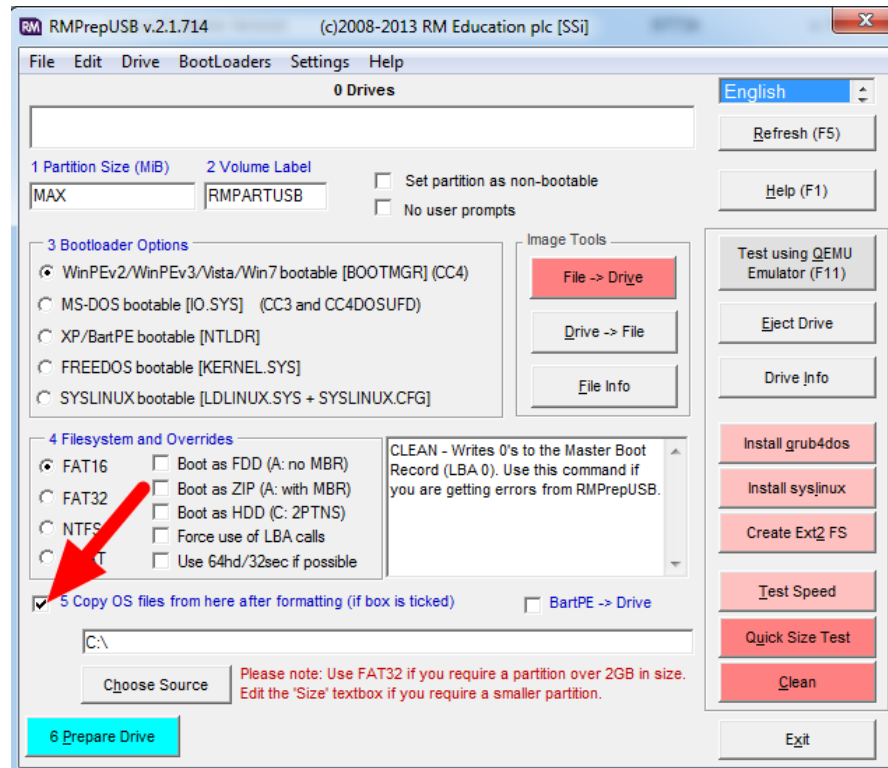 RM RMPrepUSB v.2.1.714 (c)2008-2013 RM Education plc [SSi]
File Edit Drive BootLoaders Settings Help
0 Drives
English
Refresh (F5)
1 Partition Size (MiB) 2 Volume Label
MAX RMPARTUSB
Set partition as non-bootable
No user prompts
Help (F1)
3 Bootloader Options
WinPEv2/WinPEv3/Vista/Win7 bootable [BOOTMGR] (CC4)
MS-DOS bootable [IO.SYS] (CC3 and CC4DOSUFD)
XP/BartPE bootable [NTLDR]
FREEDOS bootable [KERNEL.SYS]
SYSLINUX bootable [LDLINUX.SYS + SYSLINUX.CFG]
Image Tools
File -> Drive
Drive -> File
File Info
Test using QEMU
Emulator (F11)
Eject Drive
Drive Info
4 Filesystem and Overrides
FAT16
FAT32
NTFS
Boot as FDD (A: no MBR)
Boot as ZIP (A: with MBR)
Boot as HDD (C: 2PTNS)
Force use of LBA calls
Use 64hd/32sec if possible
CLEAN - Writes 0's to the Master Boot
Record (LBA 0). Use this command if
you are getting errors from RMPrepUSB.
Install grub4dos
Install syslinux
Create Ext2 FS
Test Speed
Quick Size Test
Clean
5 Copy OS files from here after formatting (if box is ticked)
BartPE -> Drive
C:\
Choose Source
Please note: Use FAT32 if you require a partition over 2GB in size.
Edit the 'Size' textbox if you require a smaller partition.
6 Prepare Drive
Exit